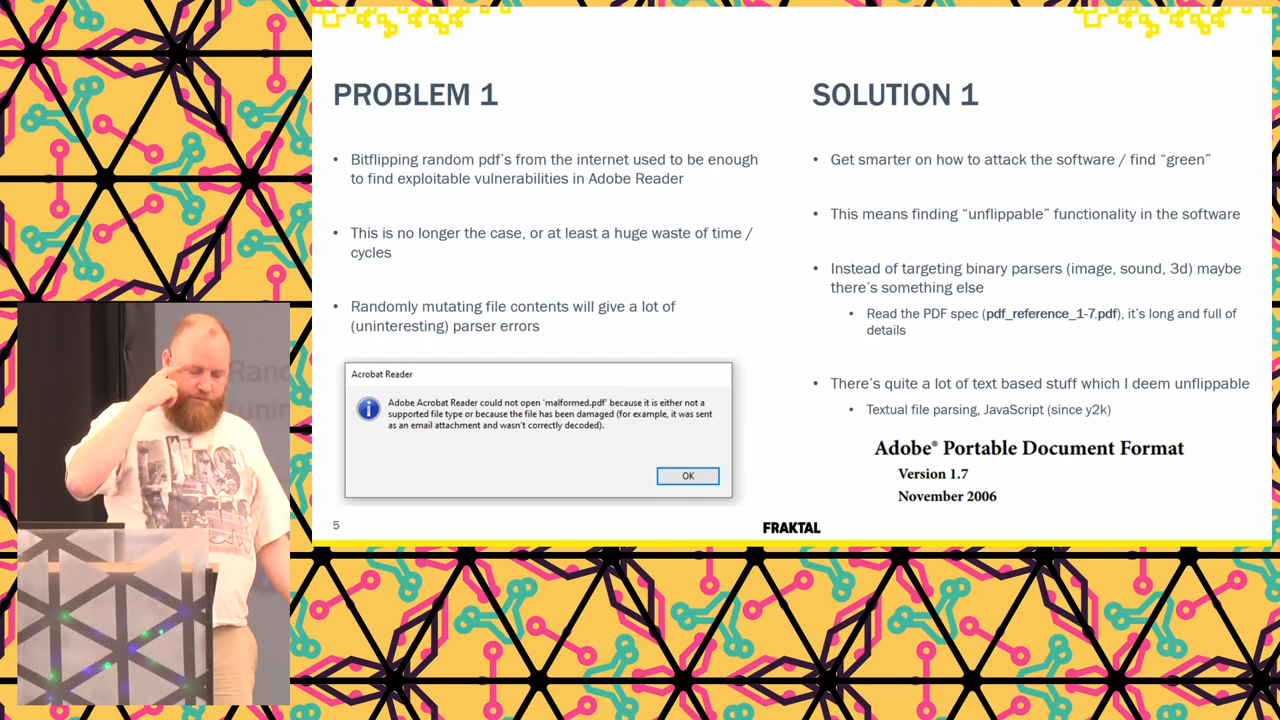 PROBLEM 1
• Bitflipping random pdf's from the internet used to be enough
to find exploitable vulnerabilities in Adobe Reader
• This is no longer the case, or at least a huge waste of time /
cycles
• Randomly mutating file contents will give a lot of
(uninteresting) parser errors
Acrobat Reader
Adobe Acrobat Reader could not open 'malformed.pdf' because it is either not a
supported file type or because the file has been damaged (for example, it was sent
as an email attachment and wasn't correctly decoded).
OK
5
SOLUTION 1
• Get smarter on how to attack the software / find “green”
• This means finding “unflippable” functionality in the software
• Instead of targeting binary parsers (image, sound, 3d) maybe
there's something else
• Read the PDF spec (pdf_reference_1-7.pdf), it's long and full of
details
• There's quite a lot of text based stuff which I deem unflippable
• Textual file parsing, JavaScript (since y2k)
Adobe® Portable Document Format
Version 1.7
November 2006
FRAKTAL